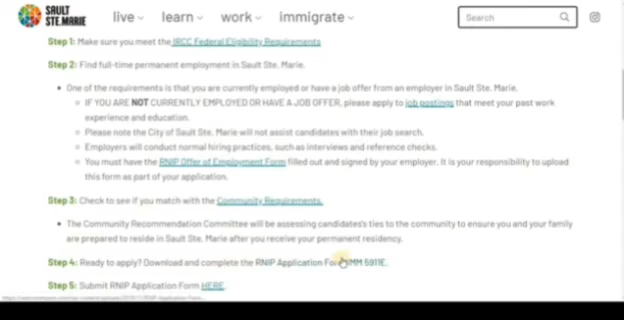 SAULT
STE.MARIE
live learn work immigrate Search
Step 1: Make sure you meet the IRCC Federal Eligibility Requirements
Step 2: Find full-time permanent employment in Sault Ste. Marie.
One of the requirements is that you are currently employed or have a job offer from an employer in Sault Ste. Marie.
IF YOU ARE NOT CURRENTLY EMPLOYED OR HAVE A JOB OFFER, please apply to job postings that meet your past work
experience and education.
Please note the City of Sault Ste. Marie will not assist candidates with their job search.
Employers will conduct normal hiring practices, such as interviews and reference checks.
You must have the RNIP Offer of Employment Form filled out and signed by your employer. It is your responsibility to upload
this form as part of your application.
Step 3: Check to see if you match with the Community Requirements.
The Community Recommendation Committee will be assessing candidates's ties to the community to ensure you and your family
are prepared to reside in Sault Ste. Marie after you receive your permanent residency.
Step 4: Ready to apply? Download and complete the RNIP Application 5911E.
Step 5: Submit RNIP Application Form HERE.